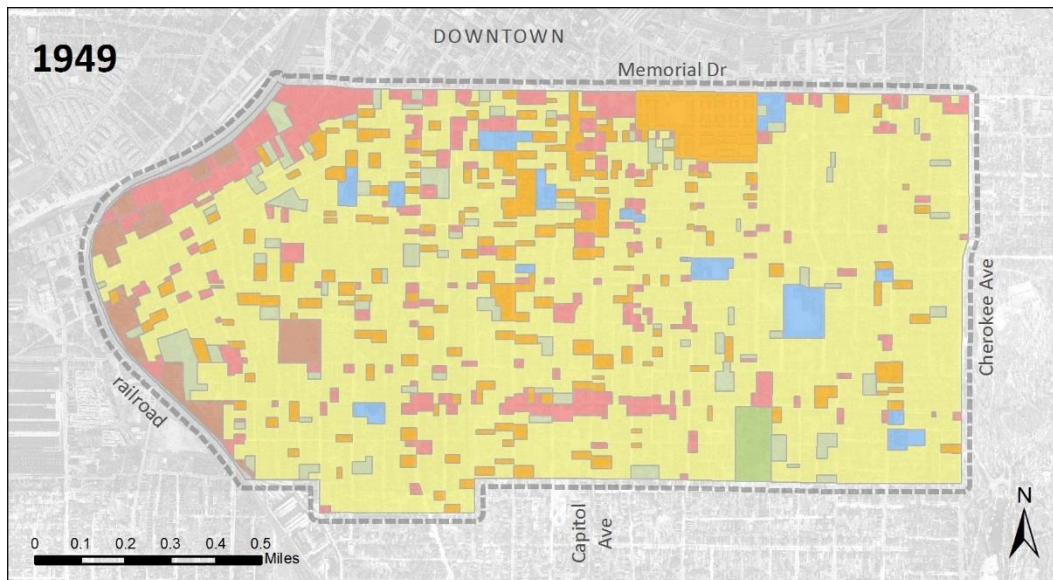 1949
DOWNTOWN
Memorial Dr
Cherokee Ave
railroad
Capitol
Ave
N
0 0.1 0.2 0.3 0.4 0.5
Miles